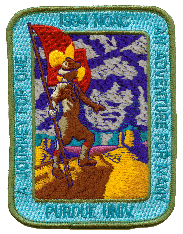 1994 NOAC
A JOURNEY FOR ONE
AN ADVENTURE FOR MANY
PURDUE UNIV.